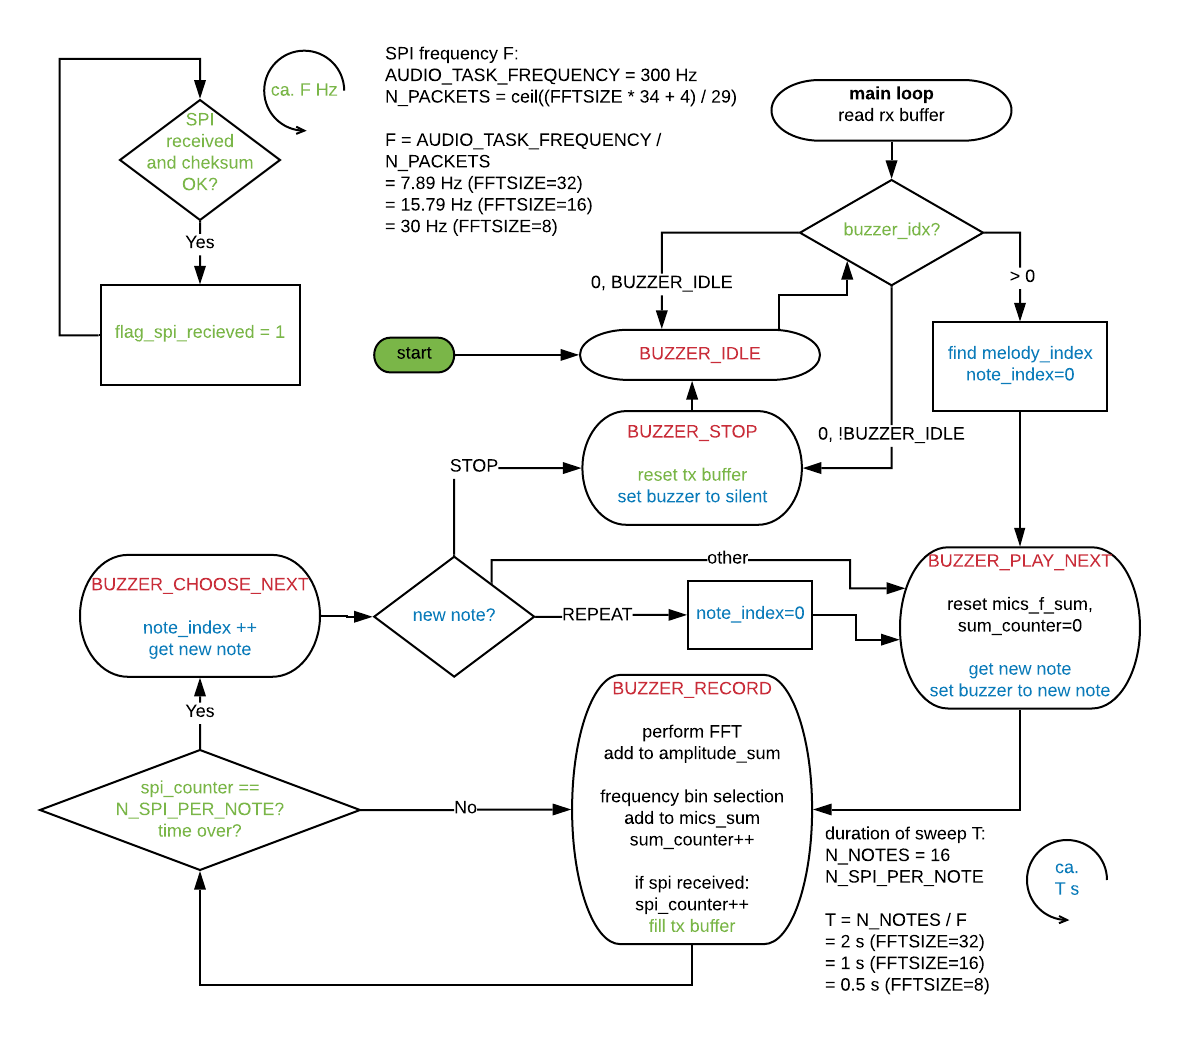 SPI
received
and cheksum
OK?
Yes
flag_spi_recieved = 1
ca. F Hz
SPI frequency F:
AUDIO_TASK_FREQUENCY = 300 Hz
N_PACKETS = ceil((FFTSIZE * 34 + 4) / 29)
F = AUDIO_TASK_FREQUENCY /
N_PACKETS
= 7.89 Hz (FFTSIZE=32)
= 15.79 Hz (FFTSIZE=16)
= 30 Hz (FFTSIZE=8)
main loop
read rx buffer
buzzer_idx?
0, BUZZER_IDLE
> 0
start
BUZZER_IDLE
find melody_index
note_index=0
BUZZER_STOP
reset tx buffer
set buzzer to silent
0, !BUZZER_IDLE
STOP
other
BUZZER_CHOOSE_NEXT
note_index ++
get new note
new note?
REPEAT
note_index=0
BUZZER_PLAY_NEXT
reset mics_f_sum,
sum_counter=0
get new note
set buzzer to new note
Yes
spi_counter ==
N_SPI_PER_NOTE?
time over?
No
BUZZER_RECORD
perform FFT
add to amplitude_sum
frequency bin selection
add to mics_sum
sum_counter++
if spi received:
spi_counter++
fill tx buffer
duration of sweep T:
N_NOTES = 16
N_SPI_PER_NOTE
T = N_NOTES / F
= 2 s (FFTSIZE=32)
= 1 s (FFTSIZE=16)
= 0.5 s (FFTSIZE=8)
ca.
T s